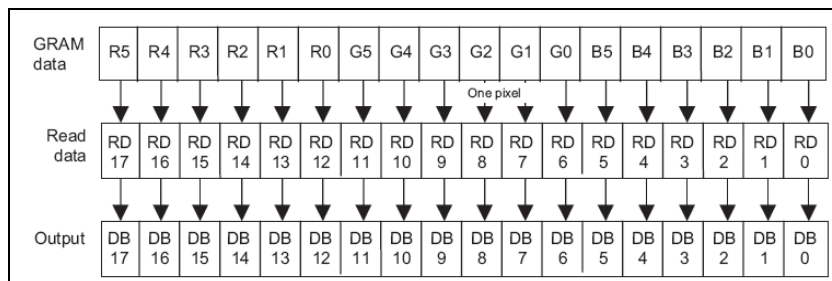 GRAM data R5 R4 R3 R2 R1 R0 G5 G4 G3 G2 G1 G0 B5 B4 B3 B2 B1 B0
One pixel
Read data RD 17 RD 16 RD 15 RD 14 RD 13 RD 12 RD 11 RD 10 RD 9 RD 8 RD 7 RD 6 RD 5 RD 4 RD 3 RD 2 RD 1 RD 0
Output DB 17 DB 16 DB 15 DB 14 DB 13 DB 12 DB 11 DB 10 DB 9 DB 8 DB 7 DB 6 DB 5 DB 4 DB 3 DB 2 DB 1 DB 0